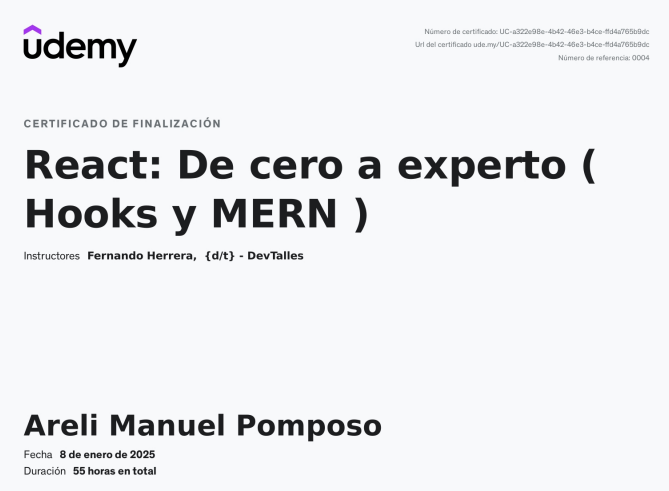 udemy
Número de certificado: UC-a322e98e-4b42-46e3-b4ce-ffd4a765b9dc
Url del certificado ude.my/UC-a322e98e-4b42-46e3-b4ce-ffd4a765b9dc
Número de referencia: 0004
CERTIFICADO DE FINALIZACIÓN
React: De cero a experto (
Hooks y MERN )
Instructores Fernando Herrera, {d/t} - DevTalles
Areli Manuel Pomposo
Fecha 8 de enero de 2025
Duración 55 horas en total